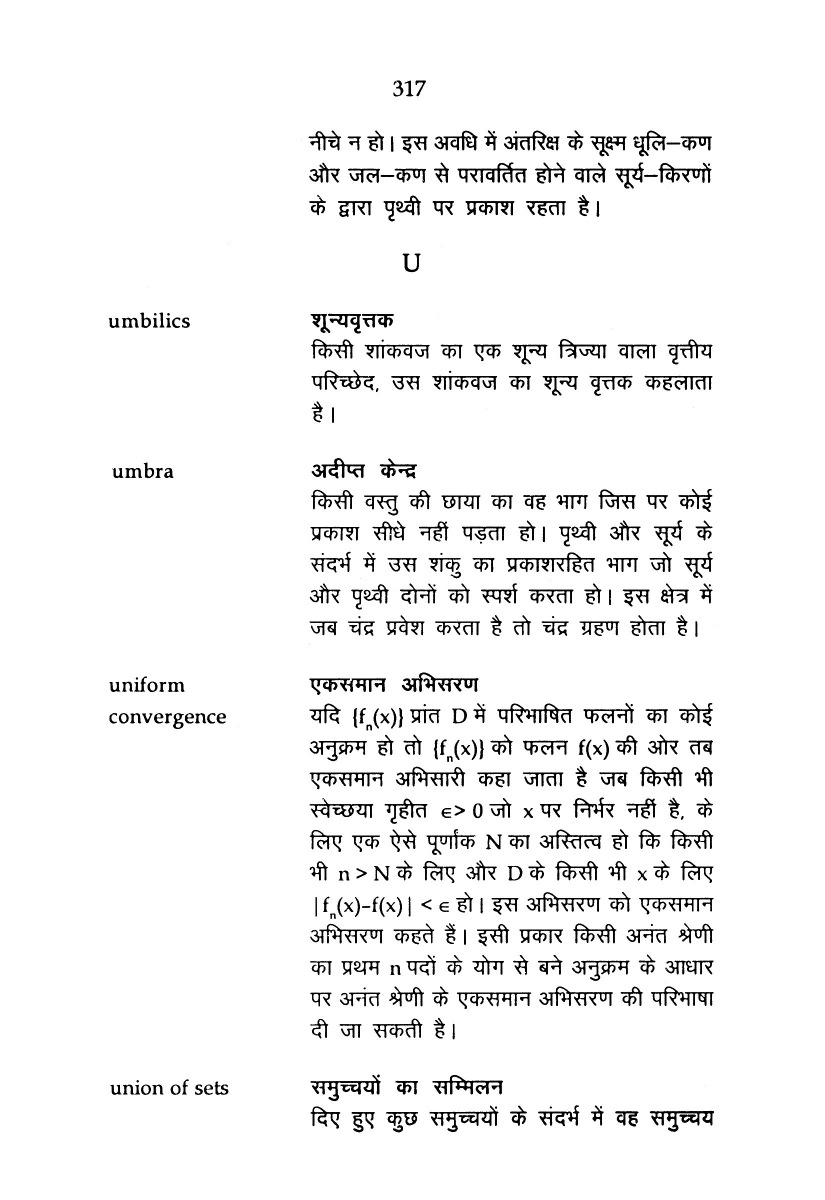 317
नीचे न हो। इस अवधि में अंतरिक्ष के सूक्ष्म धूलि–कण
और जल–कण से परावर्तित होने वाले सूर्य–किरणों
के द्वारा पृथ्वी पर प्रकाश रहता है।
U
umbilics शून्यवृत्तक
किसी शांकवज का एक शून्य त्रिज्या वाला वृत्तीय
परिच्छेद, उस शांकवज का शून्य वृत्तक कहलाता
है।
umbra अदीप्त केन्द्र
किसी वस्तु की छाया का वह भाग जिस पर कोई
प्रकाश सीधे नहीं पड़ता हो। पृथ्वी और सूर्य के
संदर्भ में उस शंकु का प्रकाशरहित भाग जो सूर्य
और पृथ्वी दोनों को स्पर्श करता हो। इस क्षेत्र में
जब चंद्र प्रवेश करता है तो चंद्र ग्रहण होता है।
uniform एकसमान अभिसरण
convergence यदि {fₙ(x)} प्रांत D में परिभाषित फलनों का कोई
अनुक्रम हो तो {fₙ(x)} को फलन f(x) की ओर तब
एकसमान अभिसारी कहा जाता है जब किसी भी
स्वेच्छया गृहीत ∊> 0 जो x पर निर्भर नहीं है, के
लिए एक ऐसे पूर्णांक N का अस्तित्व हो कि किसी
भी n > N के लिए और D के किसी भी x के लिए
|fₙ(x)–f(x)| < ∊ हो। इस अभिसरण को एकसमान
अभिसरण कहते हैं। इसी प्रकार किसी अनंत श्रेणी
का प्रथम n पदों के योग से बने अनुक्रम के आधार
पर अनंत श्रेणी के एकसमान अभिसरण की परिभाषा
दी जा सकती है।
union of sets समुच्चयों का सम्मिलन
दिए हुए कुछ समुच्चयों के संदर्भ में वह समुच्चय